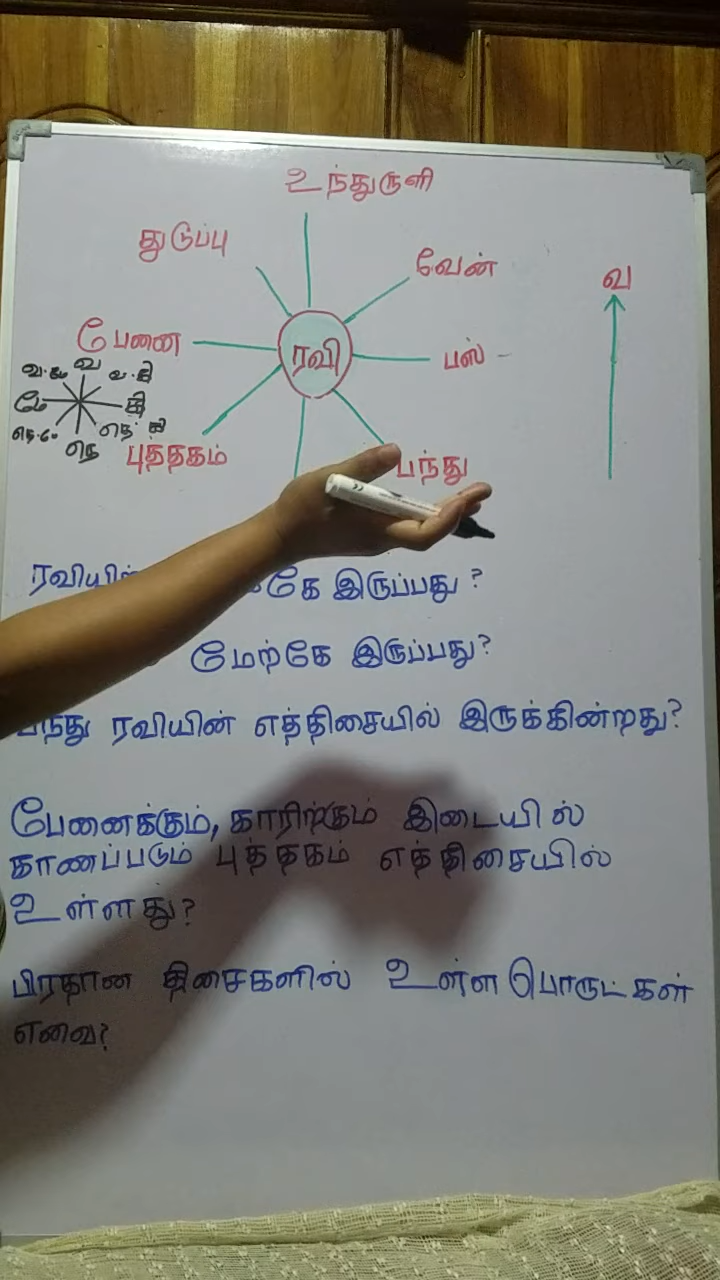 உந்துருளி
துடுப்பு
வேன்
வ
பேனை
ரவி
பஸ்
வ.கி
வ
மே
கி
தெ.கி
தெ.மே
தெ
புத்தகம்
பந்து
இருப்பது?
மேற்கே இருப்பது?
பந்து ரவியின் எத்திசையில் இருக்கின்றது?
பேனைக்கும், காரிற்கும் இடையில்
காணப்படும் புத்தகம் எத்திசையில்
உள்ளது?
பிரதான திசைகளில் உள்ள பொருட்கள்
எவை?